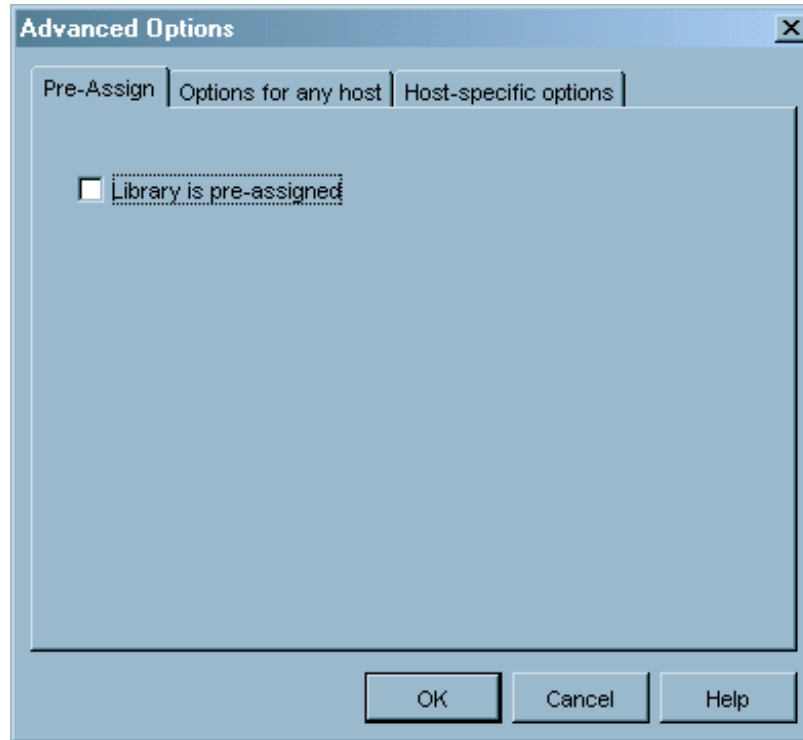 Advanced Options
Pre-Assign Options for any host Host-specific options
Library is pre-assigned
OK Cancel Help